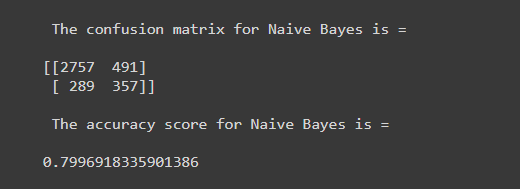 The confusion matrix for Naive Bayes is =
[[2757 491]
[ 289 357]]
The accuracy score for Naive Bayes is =
0.7996918335901386